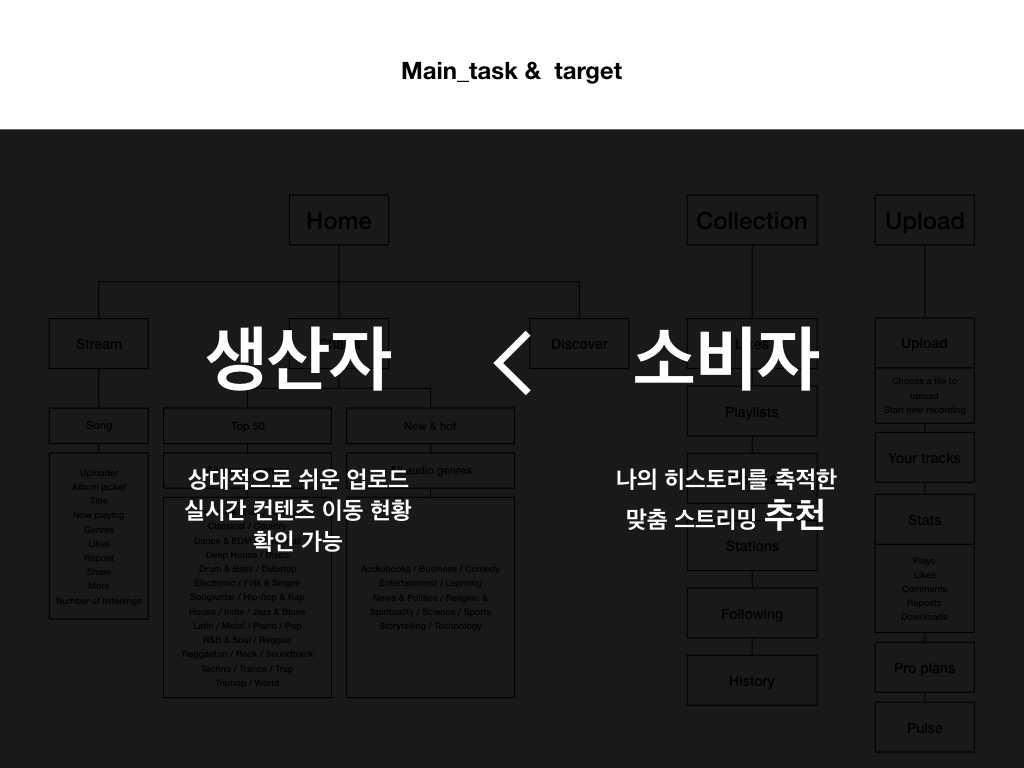 Main_task &  target
Home
Collection
Upload
생산자 < 소비자
Stream
Discover
Likes
Upload
Choose a file to
upload
Start new recording
Playlists
Song
Top 50
New & hot
상대적으로 쉬운 업로드
실시간 컨텐츠 이동 현황
확인 가능
나의 히스토리를 축적한
맞춤 스트리밍 추천
audio genres
Your tracks
Uploader
Album jacket
Title
Now playing
Genres
Likes
Repost
Share
More
Number of listenings
Classical / Country
Dance & EDM
Deep House / Disco
Drum & Bass / Dubstep
Electronic / Folk & Singer-
Songwriter / Hip-hop & Rap
House / Indie / Jazz & Blues
Latin / Metal / Piano / Pop
R&B & Soul / Reggae
Reggaeton / Rock / Soundtrack
Techno / Trance / Trap
Triphop / World
Audiobooks / Business / Comedy
Entertainment / Learning
News & Politics / Religion &
Spirituality / Science / Sports
Storytelling / Technology
Stations
Following
History
Stats
Plays
Likes
Comments
Reposts
Downloads
Pro plans
Pulse